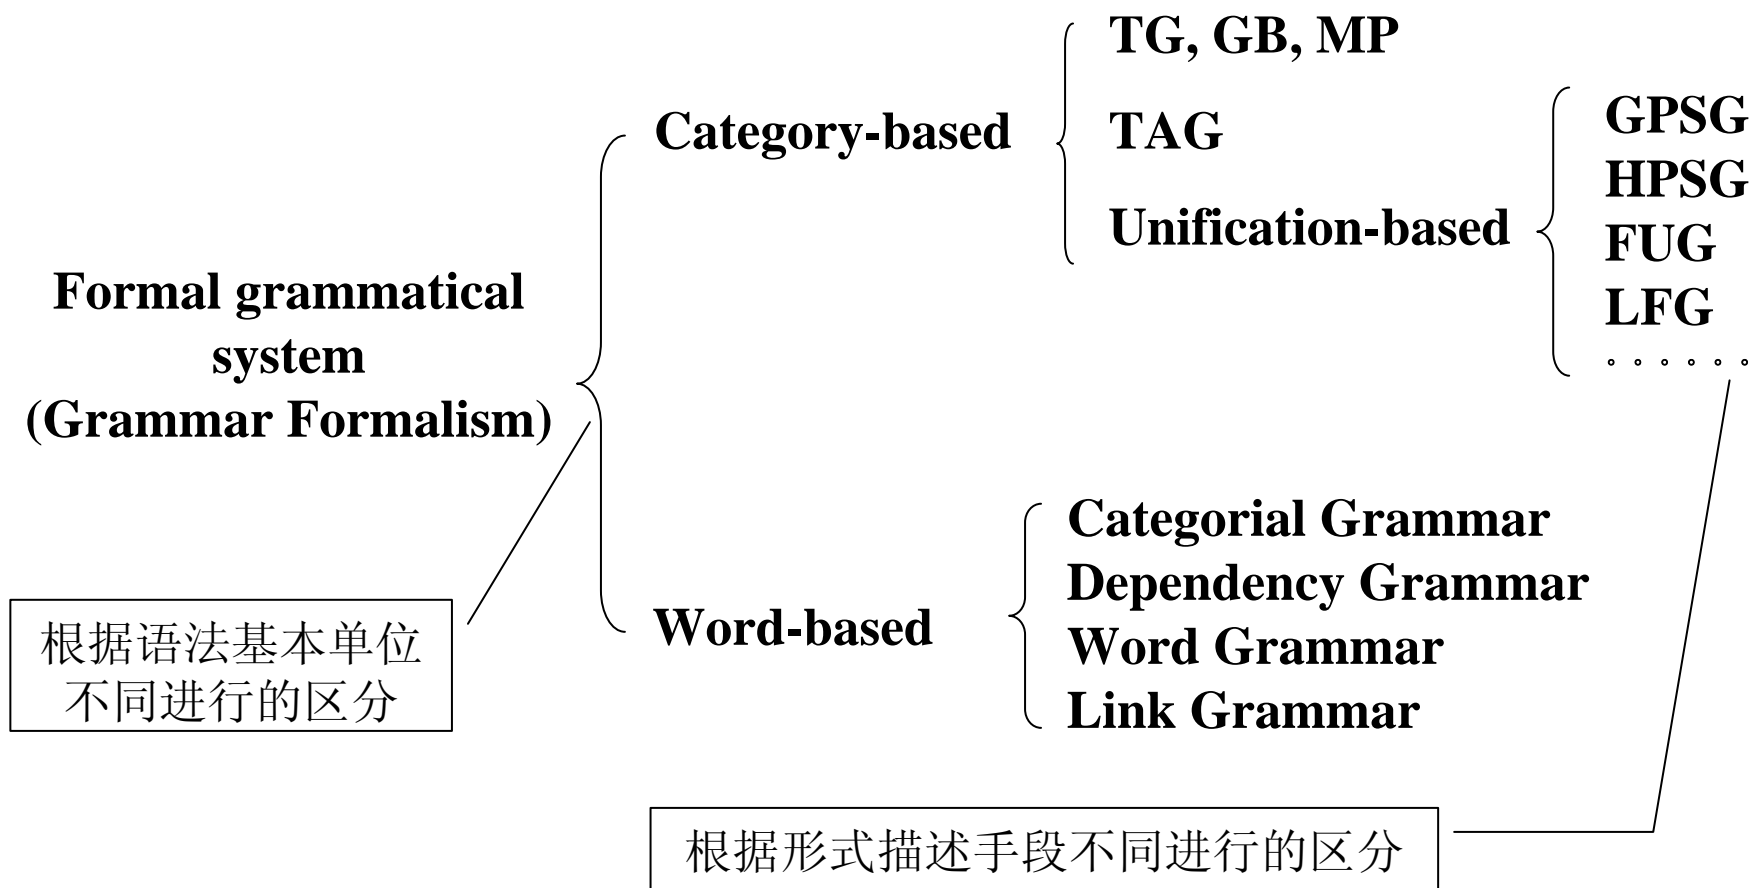 Formal grammatical
system
(Grammar Formalism)
Category-based
TG, GB, MP
TAG
Unification-based
GPSG
HPSG
FUG
LFG
。。。。。。
Word-based
Categorial Grammar
Dependency Grammar
Word Grammar
Link Grammar
根据语法基本单位
不同进行的区分
根据形式描述手段不同进行的区分